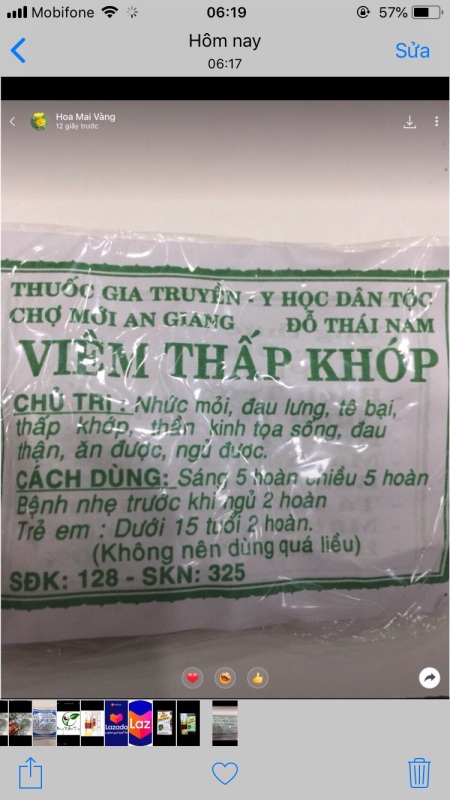 Mobifone
06:19
57%
Hôm nay
06:17
Sửa
Hoa Mai Vàng
12 giây trước
THUỐC GIA TRUYỀN - Y HỌC DÂN TỘC
CHỢ MỚI AN GIANG ĐỖ THÁI NAM
VIÊM THẤP KHỚP
CHỦ TRỊ : Nhức mỏi, đau lưng, tê bại,
thấp khớp, thần kinh tọa sống, đau
thận, ăn được, ngủ được.
CÁCH DÙNG: Sáng 5 hoàn chiều 5 hoàn
Bệnh nhẹ trước khi ngủ 2 hoàn
Trẻ em : Dưới 15 tuổi 2 hoàn.
(Không nên dùng quá liều)
SĐK: 128 - SKN: 325
Lazada
Laz